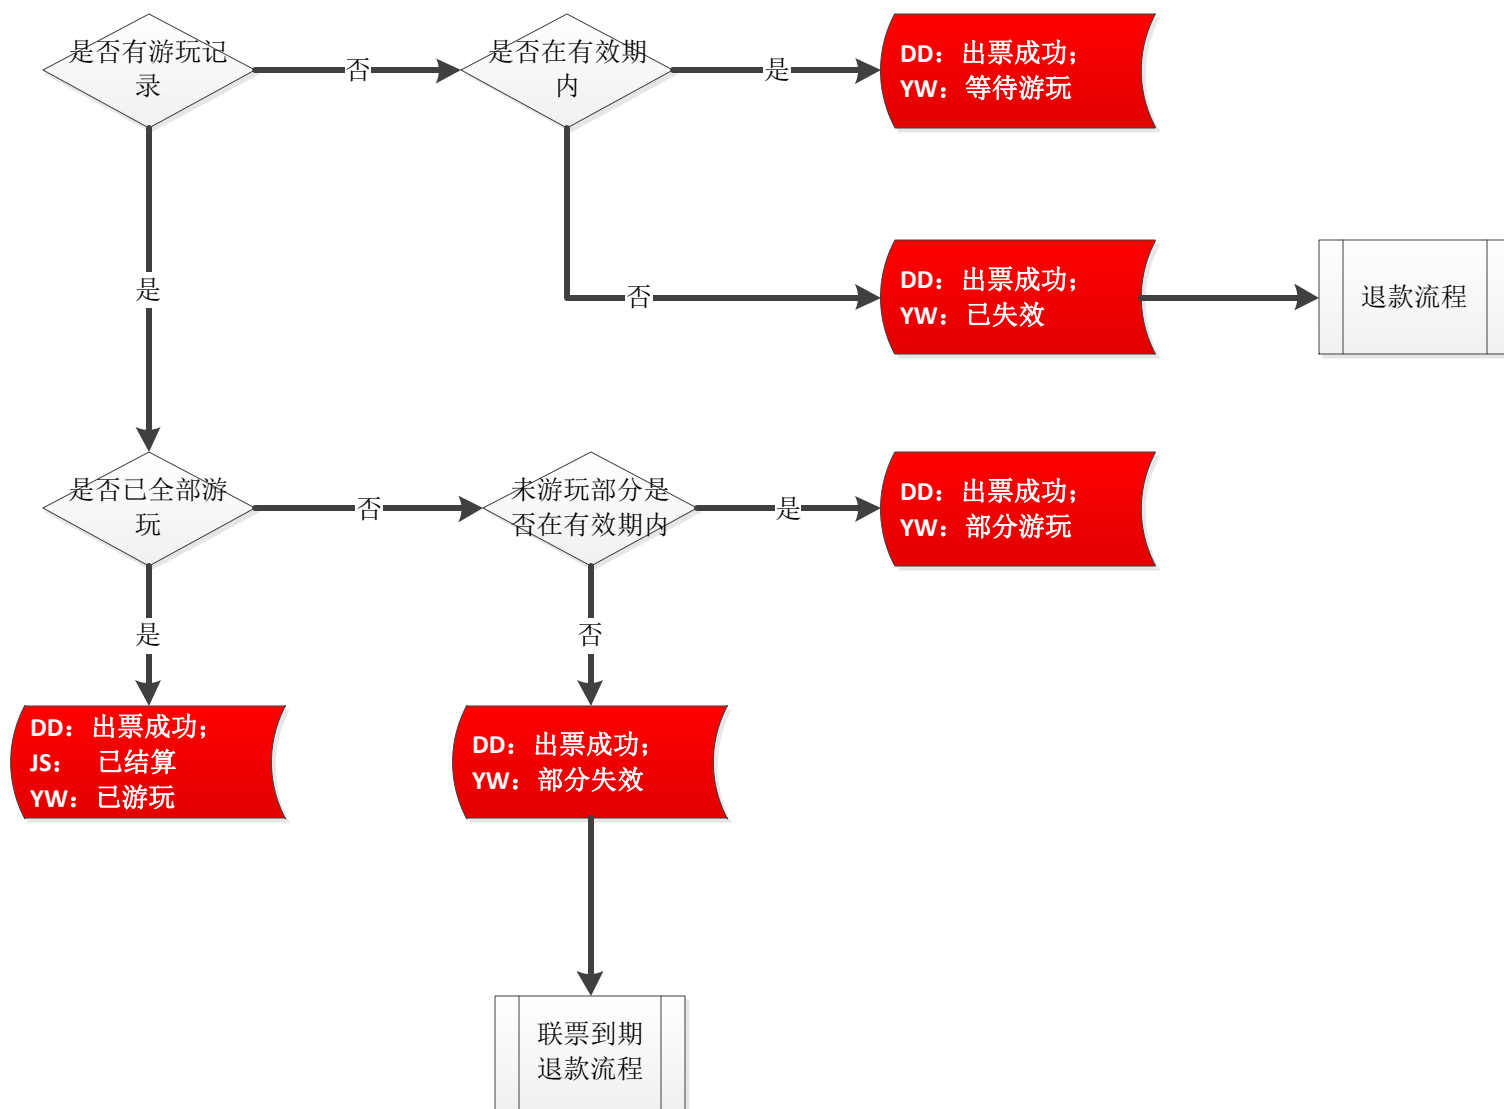 是否有游玩记
录
否
是否在有效期
内
是
DD：出票成功；
YW：等待游玩
是
否
DD：出票成功；
YW：已失效
退款流程
是否已全部游
玩
否
未游玩部分是
否在有效期内
是
DD：出票成功；
YW：部分游玩
是
否
DD：出票成功；
JS： 已结算
YW：已游玩
DD：出票成功；
YW：部分失效
联票到期
退款流程